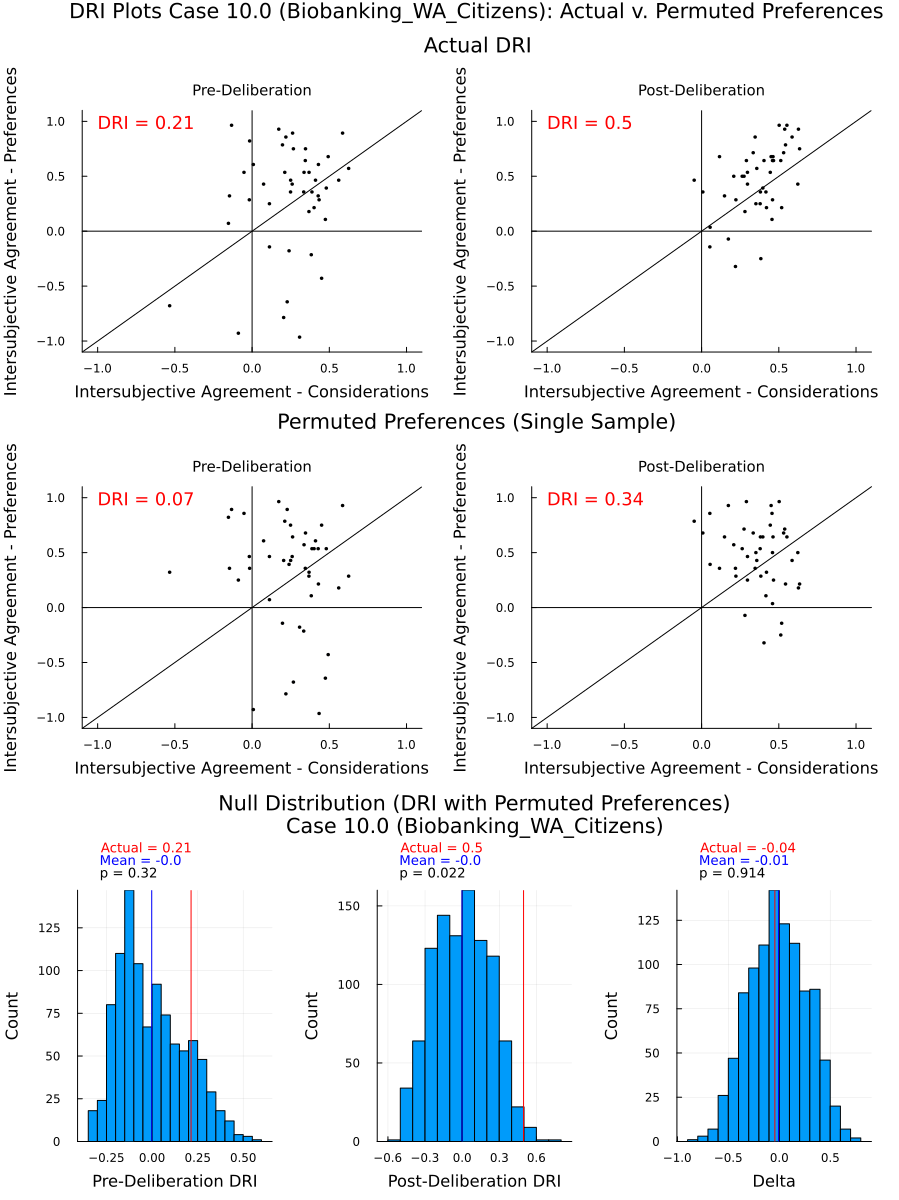 DRI Plots Case 10.0 (Biobanking_WA_Citizens): Actual v. Permuted Preferences
Actual DRI
Pre-Deliberation
DRI = 0.21
Intersubjective Agreement - Preferences
1.0
0.5
0.0
−0.5
−1.0
−1.0 −0.5 0.0 0.5 1.0
Intersubjective Agreement - Considerations
Post-Deliberation
DRI = 0.5
Intersubjective Agreement - Preferences
1.0
0.5
0.0
−0.5
−1.0
−1.0 −0.5 0.0 0.5 1.0
Intersubjective Agreement - Considerations
Permuted Preferences (Single Sample)
Pre-Deliberation
DRI = 0.07
Intersubjective Agreement - Preferences
1.0
0.5
0.0
−0.5
−1.0
−1.0 −0.5 0.0 0.5 1.0
Intersubjective Agreement - Considerations
Post-Deliberation
DRI = 0.34
Intersubjective Agreement - Preferences
1.0
0.5
0.0
−0.5
−1.0
−1.0 −0.5 0.0 0.5 1.0
Intersubjective Agreement - Considerations
Null Distribution (DRI with Permuted Preferences)
Case 10.0 (Biobanking_WA_Citizens)
Actual = 0.21
Mean = -0.0
p = 0.32
Count
125
100
75
50
25
0
−0.25 0.00 0.25 0.50
Pre-Deliberation DRI
Actual = 0.5
Mean = -0.0
p = 0.022
Count
150
100
50
0
−0.6 −0.3 0.0 0.3 0.6
Post-Deliberation DRI
Actual = -0.04
Mean = -0.01
p = 0.914
Count
125
100
75
50
25
0
−1.0 −0.5 0.0 0.5
Delta